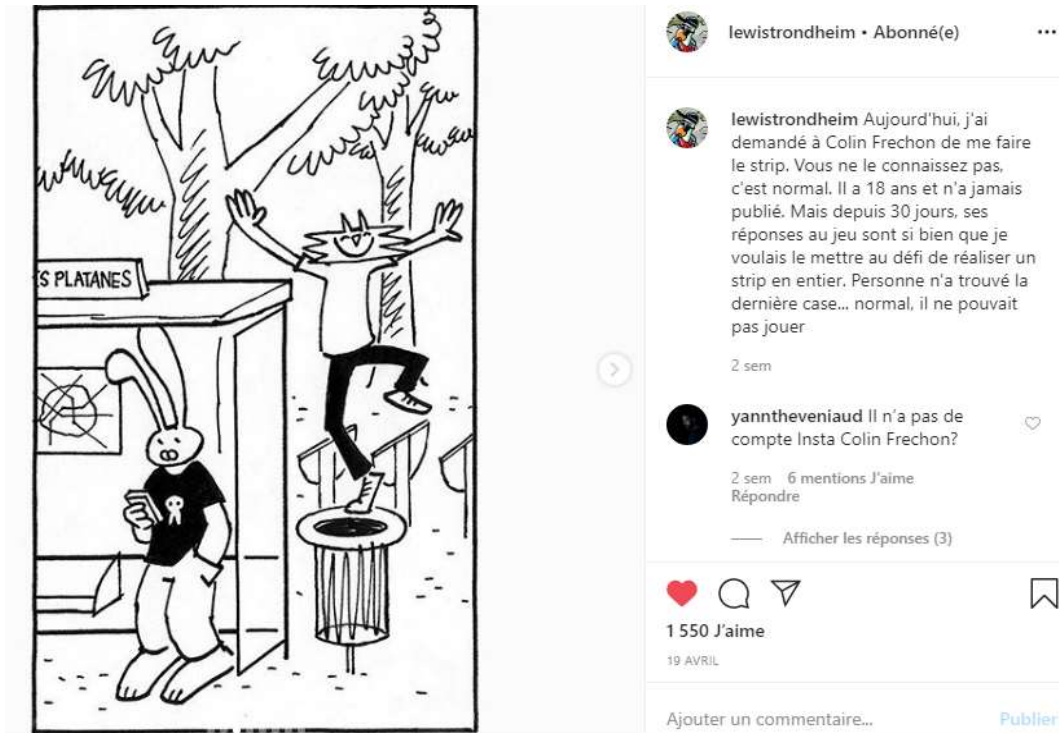 S PLATANES
lewistrondheim • Abonné(e)
lewistrondheim Aujourd'hui, j'ai
demandé à Colin Frechon de me faire
le strip. Vous ne le connaissez pas,
c'est normal. Il a 18 ans et n'a jamais
publié. Mais depuis 30 jours, ses
réponses au jeu sont si bien que je
voulais le mettre au défi de réaliser un
strip en entier. Personne n'a trouvé la
dernière case... normal, il ne pouvait
pas jouer
2 sem
yanntheveniaud Il n'a pas de
compte Insta Colin Frechon?
2 sem 6 mentions J'aime
Répondre
Afficher les réponses (3)
1 550 J'aime
19 AVRIL
Ajouter un commentaire... Publier